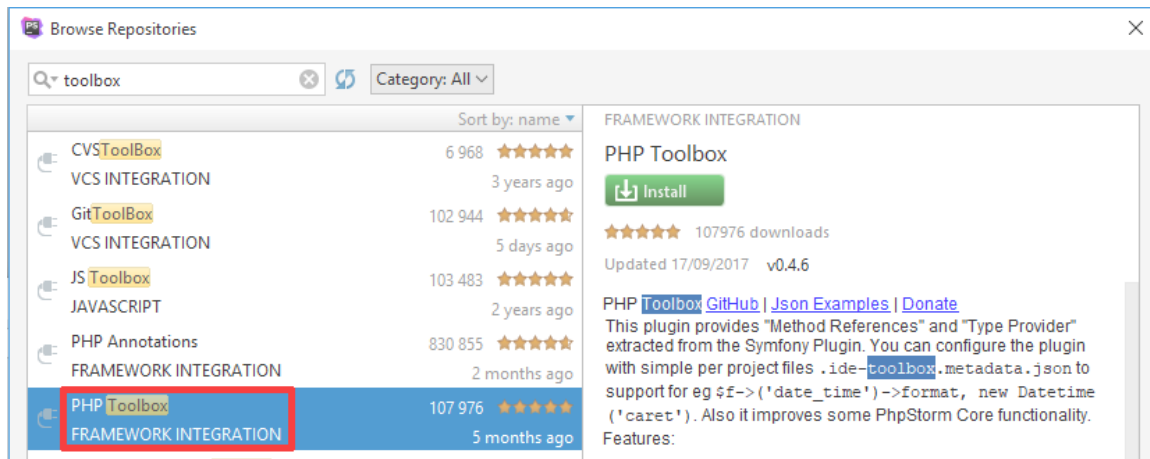 PS Browse Repositories
toolbox
Category: All
Sort by: name
CVSToolBox 6 968
VCS INTEGRATION 3 years ago
GitToolBox 102 944
VCS INTEGRATION 5 days ago
JS Toolbox 103 483
JAVASCRIPT 2 years ago
PHP Annotations 830 855
FRAMEWORK INTEGRATION 2 months ago
PHP Toolbox 107 976
FRAMEWORK INTEGRATION 5 months ago
FRAMEWORK INTEGRATION
PHP Toolbox
Install
107976 downloads
Updated 17/09/2017 v0.4.6
PHP Toolbox GitHub | Json Examples | Donate
This plugin provides "Method References" and "Type Provider"
extracted from the Symfony Plugin. You can configure the plugin
with simple per project files .ide-toolbox.metadata.json to
support for eg $f->('date_time')->format, new Datetime
('caret'). Also it improves some PhpStorm Core functionality.
Features: